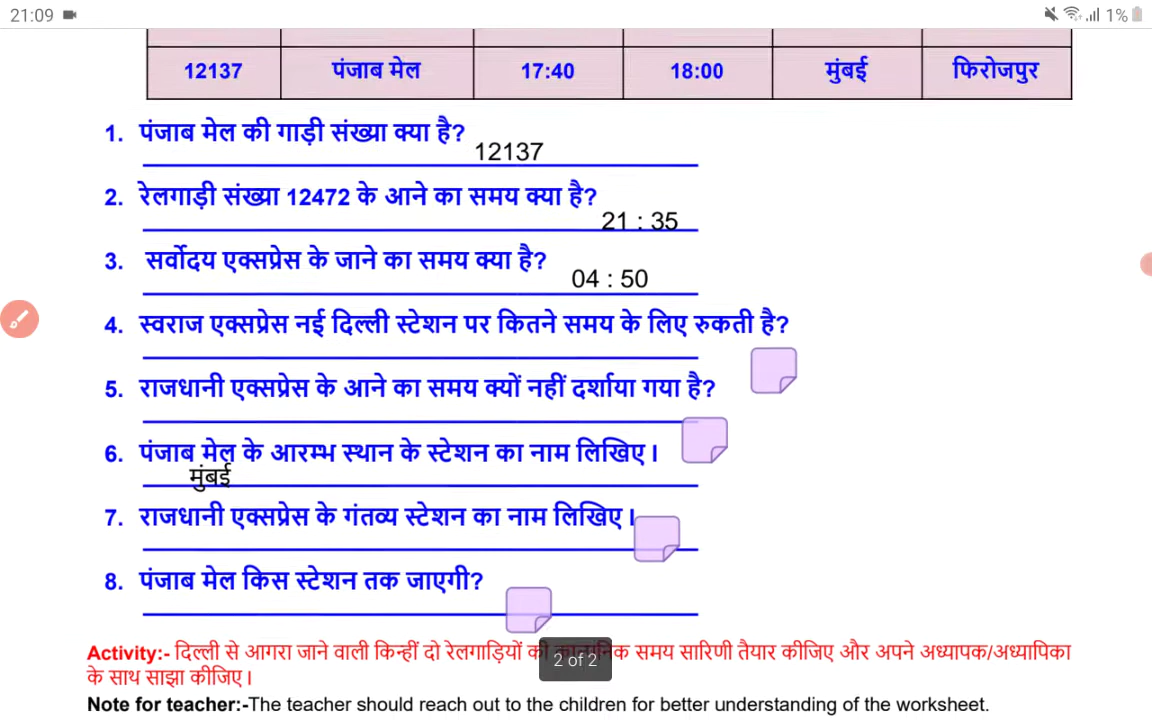 21:09 1%
12137 पंजाब मेल 17:40 18:00 मुंबई फिरोजपुर
1. पंजाब मेल की गाड़ी संख्या क्या है?
12137
2. रेलगाड़ी संख्या 12472 के आने का समय क्या है?
21 : 35
3. सर्वोदय एक्सप्रेस के जाने का समय क्या है?
04 : 50
4. स्वराज एक्सप्रेस नई दिल्ली स्टेशन पर कितने समय के लिए रुकती है?
5. राजधानी एक्सप्रेस के आने का समय क्यों नहीं दर्शाया गया है?
6. पंजाब मेल के आरम्भ स्थान के स्टेशन का नाम लिखिए।
मुंबई
7. राजधानी एक्सप्रेस के गंतव्य स्टेशन का नाम लिखिए।
8. पंजाब मेल किस स्टेशन तक जाएगी?
Activity:- दिल्ली से आगरा जाने वाली किन्हीं दो रेलगाड़ियों की काल्पनिक समय सारिणी तैयार कीजिए और अपने अध्यापक/अध्यापिका
2 of 2
के साथ साझा कीजिए।
Note for teacher:-The teacher should reach out to the children for better understanding of the worksheet.